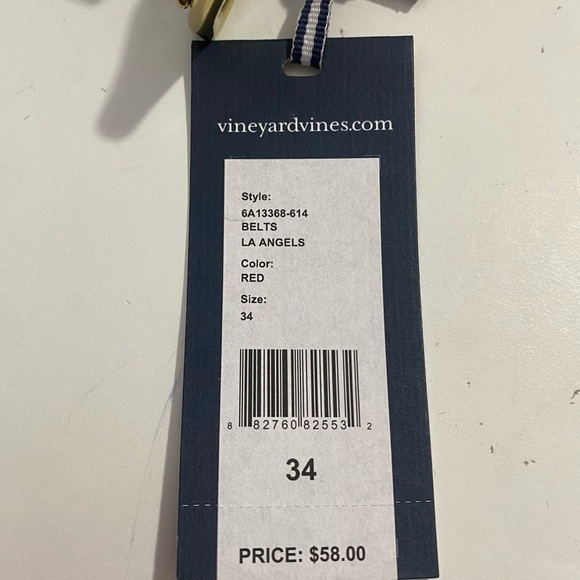 vineyardvines.com
Style:
6A13368-614
BELTS
LA ANGELS
Color:
RED
Size:
34
8 82760 82553 2
34
PRICE: $58.00